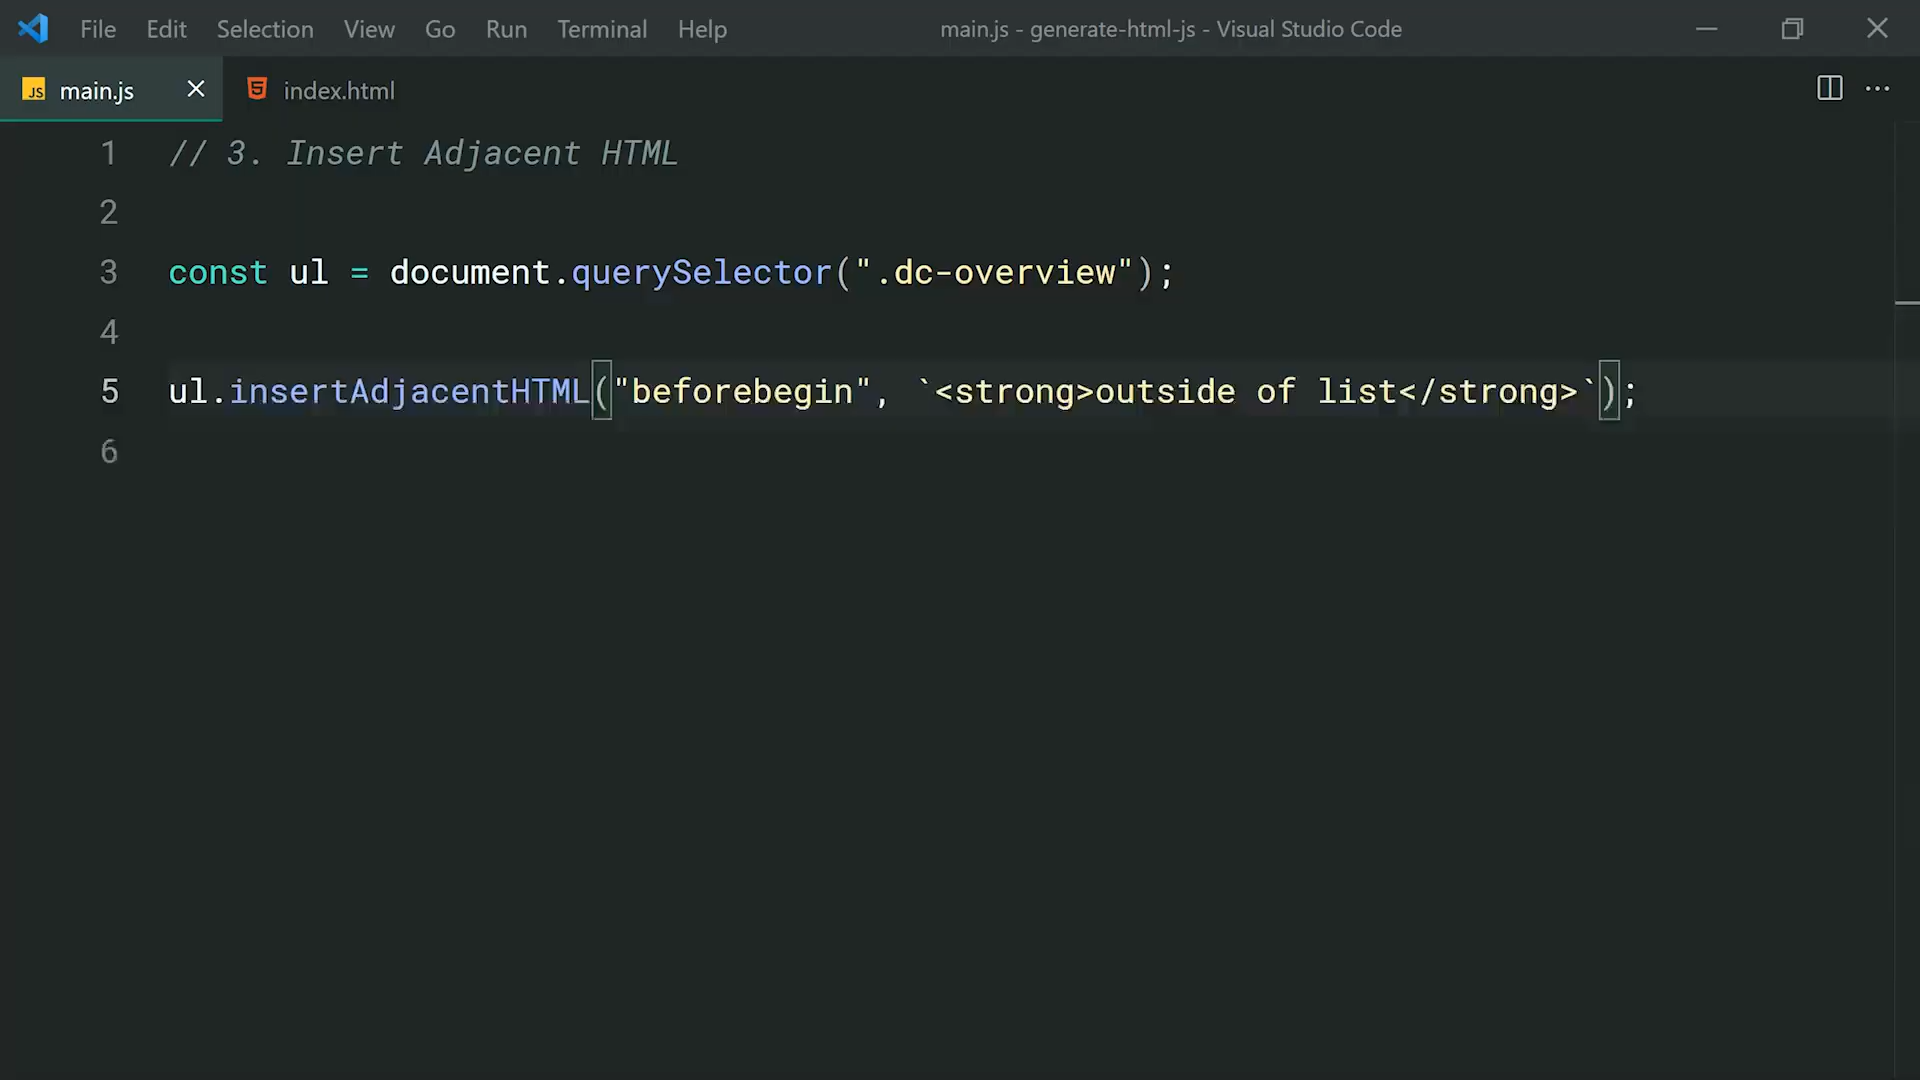 File Edit Selection View Go Run Terminal Help main.js - generate-html-js - Visual Studio Code
JS main.js 5 index.html
1 // 3. Insert Adjacent HTML
2
3 const ul = document.querySelector(".dc-overview");
4
5 ul.insertAdjacentHTML("beforebegin", `<strong>outside of list</strong>`);
6